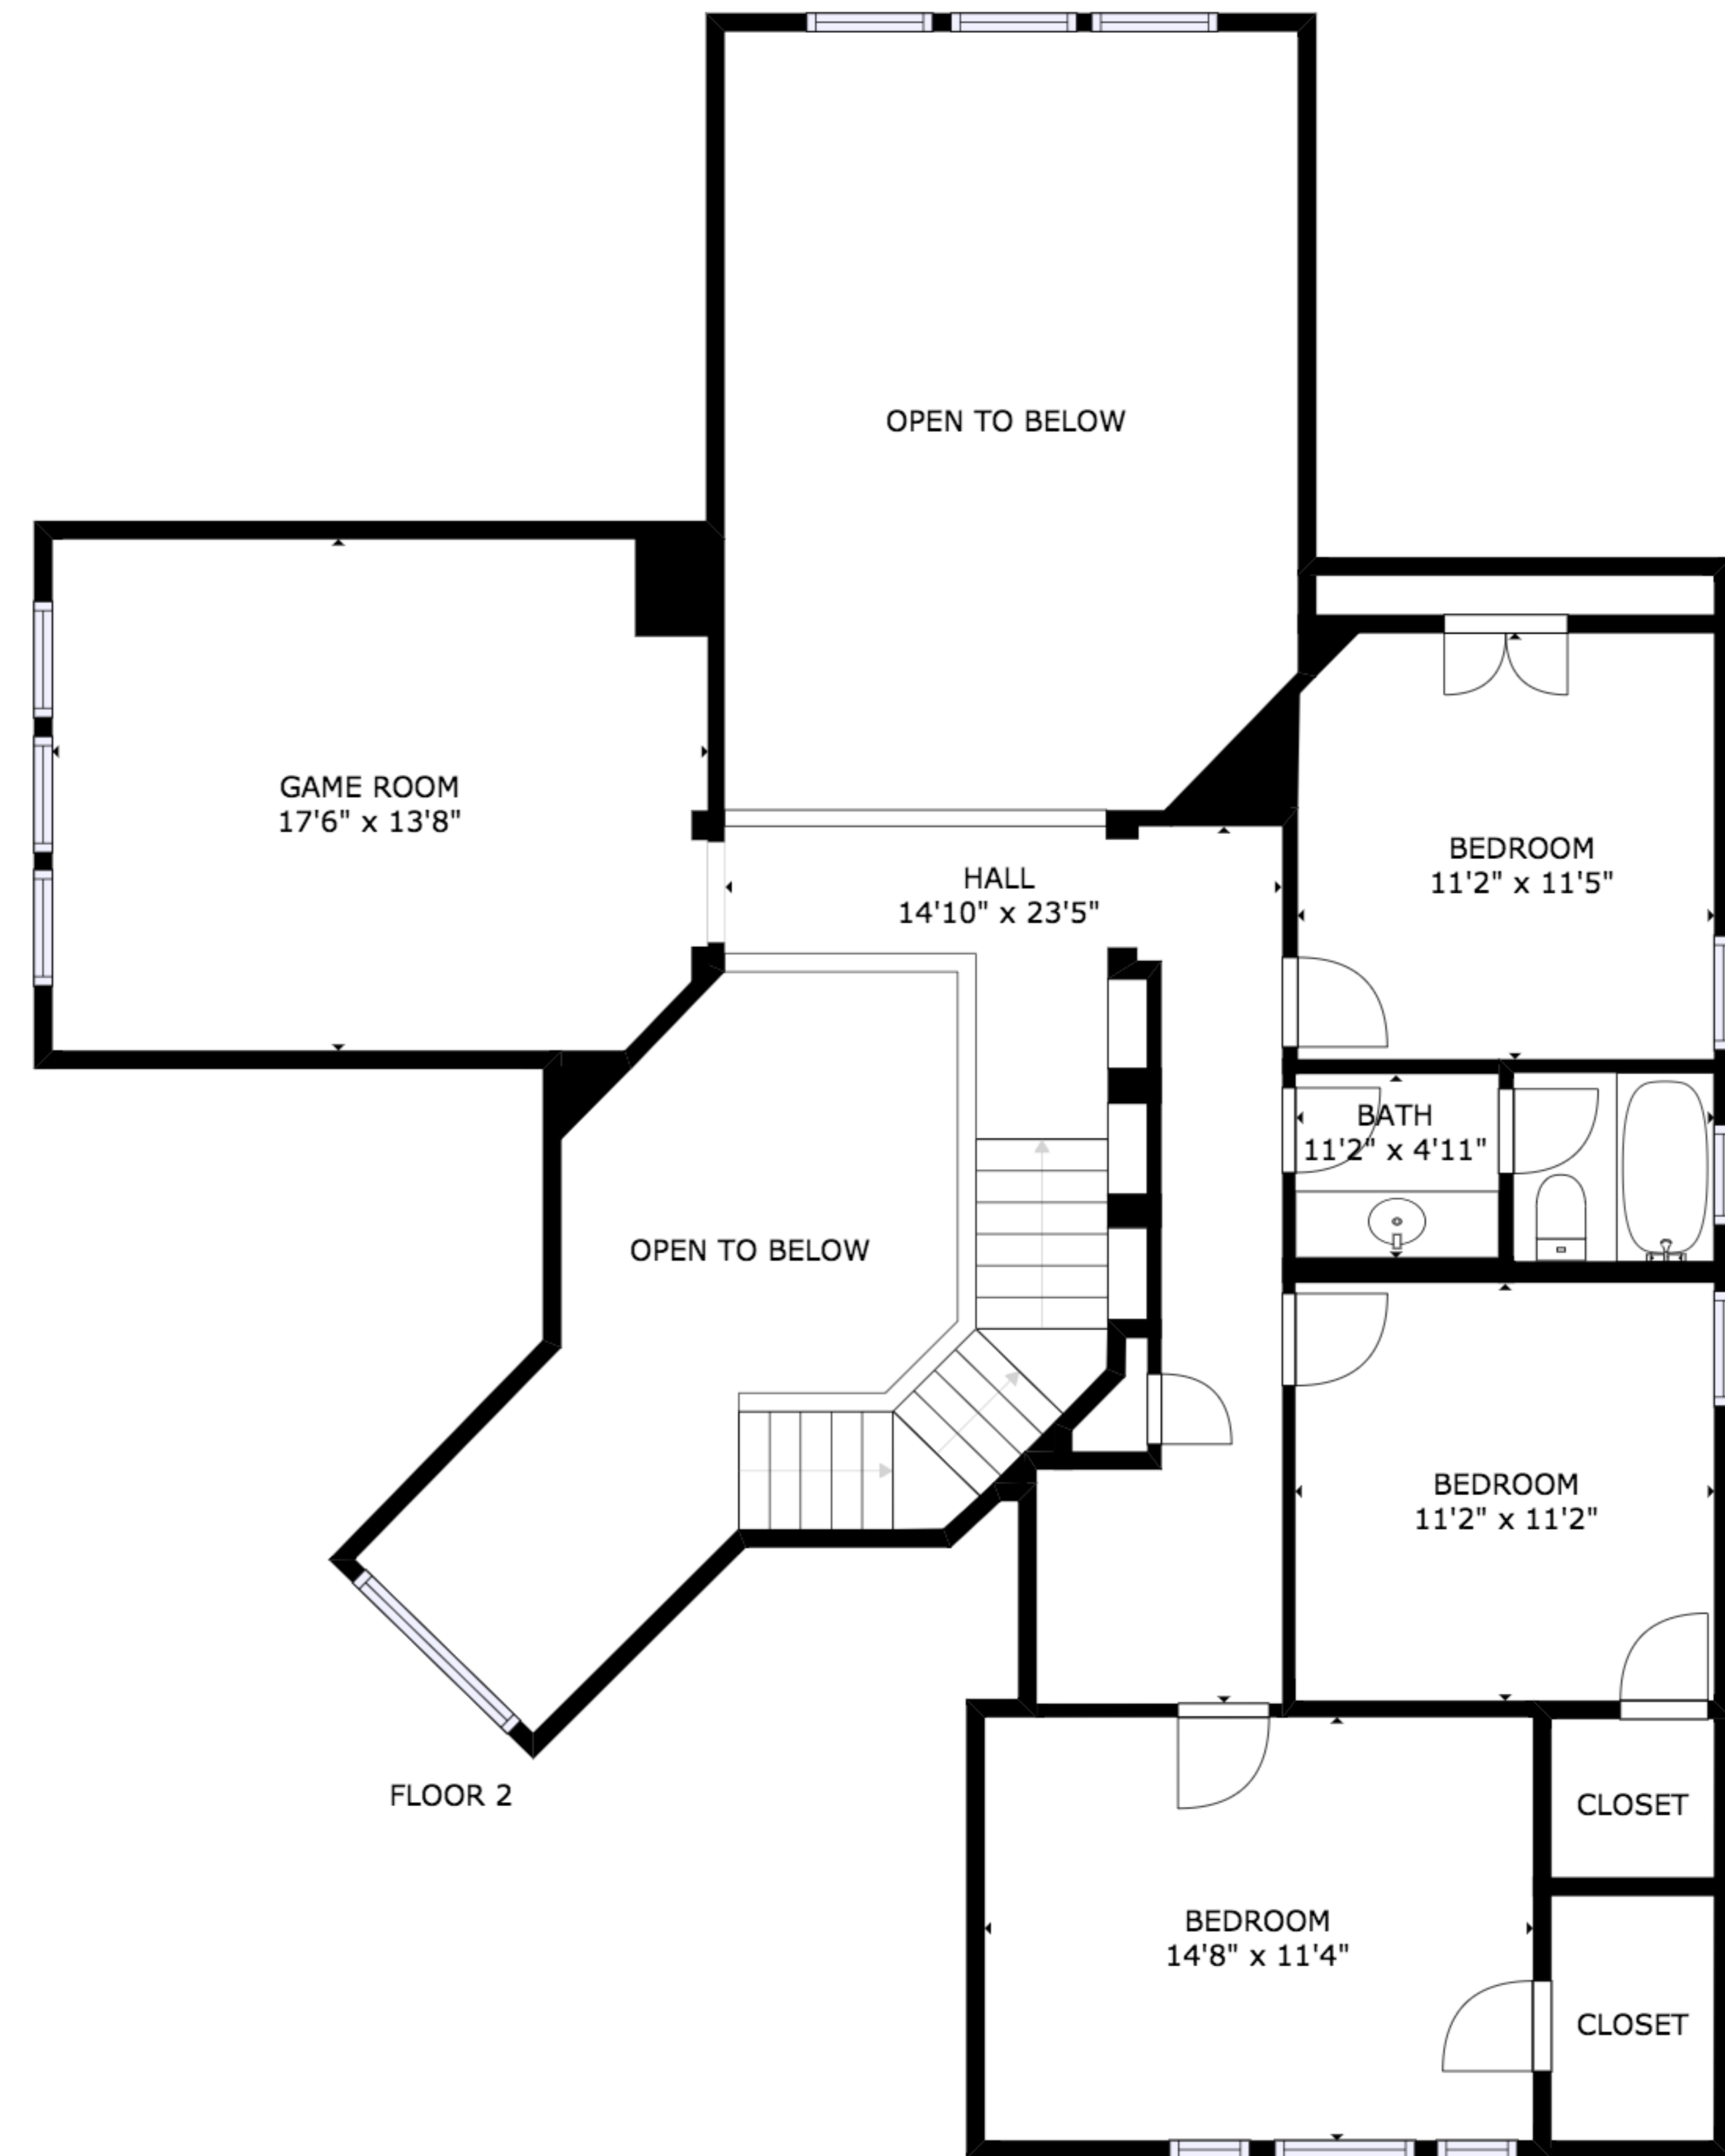 OPEN TO BELOW
GAME ROOM
17'6" x 13'8"
HALL
14'10" x 23'5"
BEDROOM
11'2" x 11'5"
BATH
11'2" x 4'11"
OPEN TO BELOW
BEDROOM
11'2" x 11'2"
FLOOR 2
CLOSET
BEDROOM
14'8" x 11'4"
CLOSET